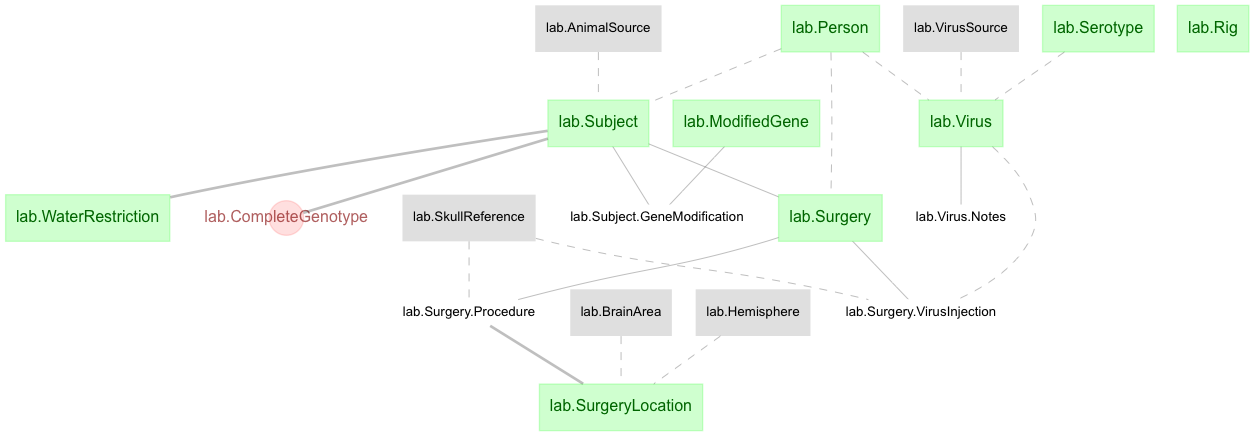 lab.AnimalSource
lab.Person
lab.VirusSource
lab.Serotype
lab.Rig
lab.Subject
lab.ModifiedGene
lab.Virus
lab.WaterRestriction
lab.CompleteGenotype
lab.SkullReference
lab.Subject.GeneModification
lab.Surgery
lab.Virus.Notes
lab.Surgery.Procedure
lab.BrainArea
lab.Hemisphere
lab.Surgery.VirusInjection
lab.SurgeryLocation